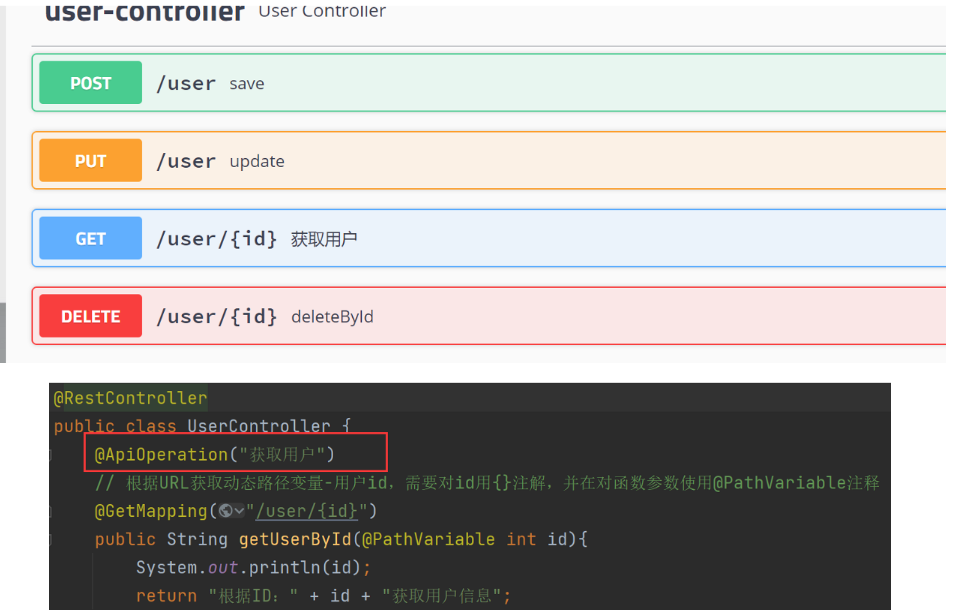 user-controller User Controller
POST /user save
PUT /user update
GET /user/{id} 获取用户
DELETE /user/{id} deleteById
@RestController
public class UserController {
@ApiOperation("获取用户")
// 根据URL获取动态路径变量-用户id，需要对id用{}注解，并在对函数参数使用@PathVariable注释
@GetMapping("/user/{id}")
public String getUserById(@PathVariable int id){
System.out.println(id);
return "根据ID：" + id + "获取用户信息";